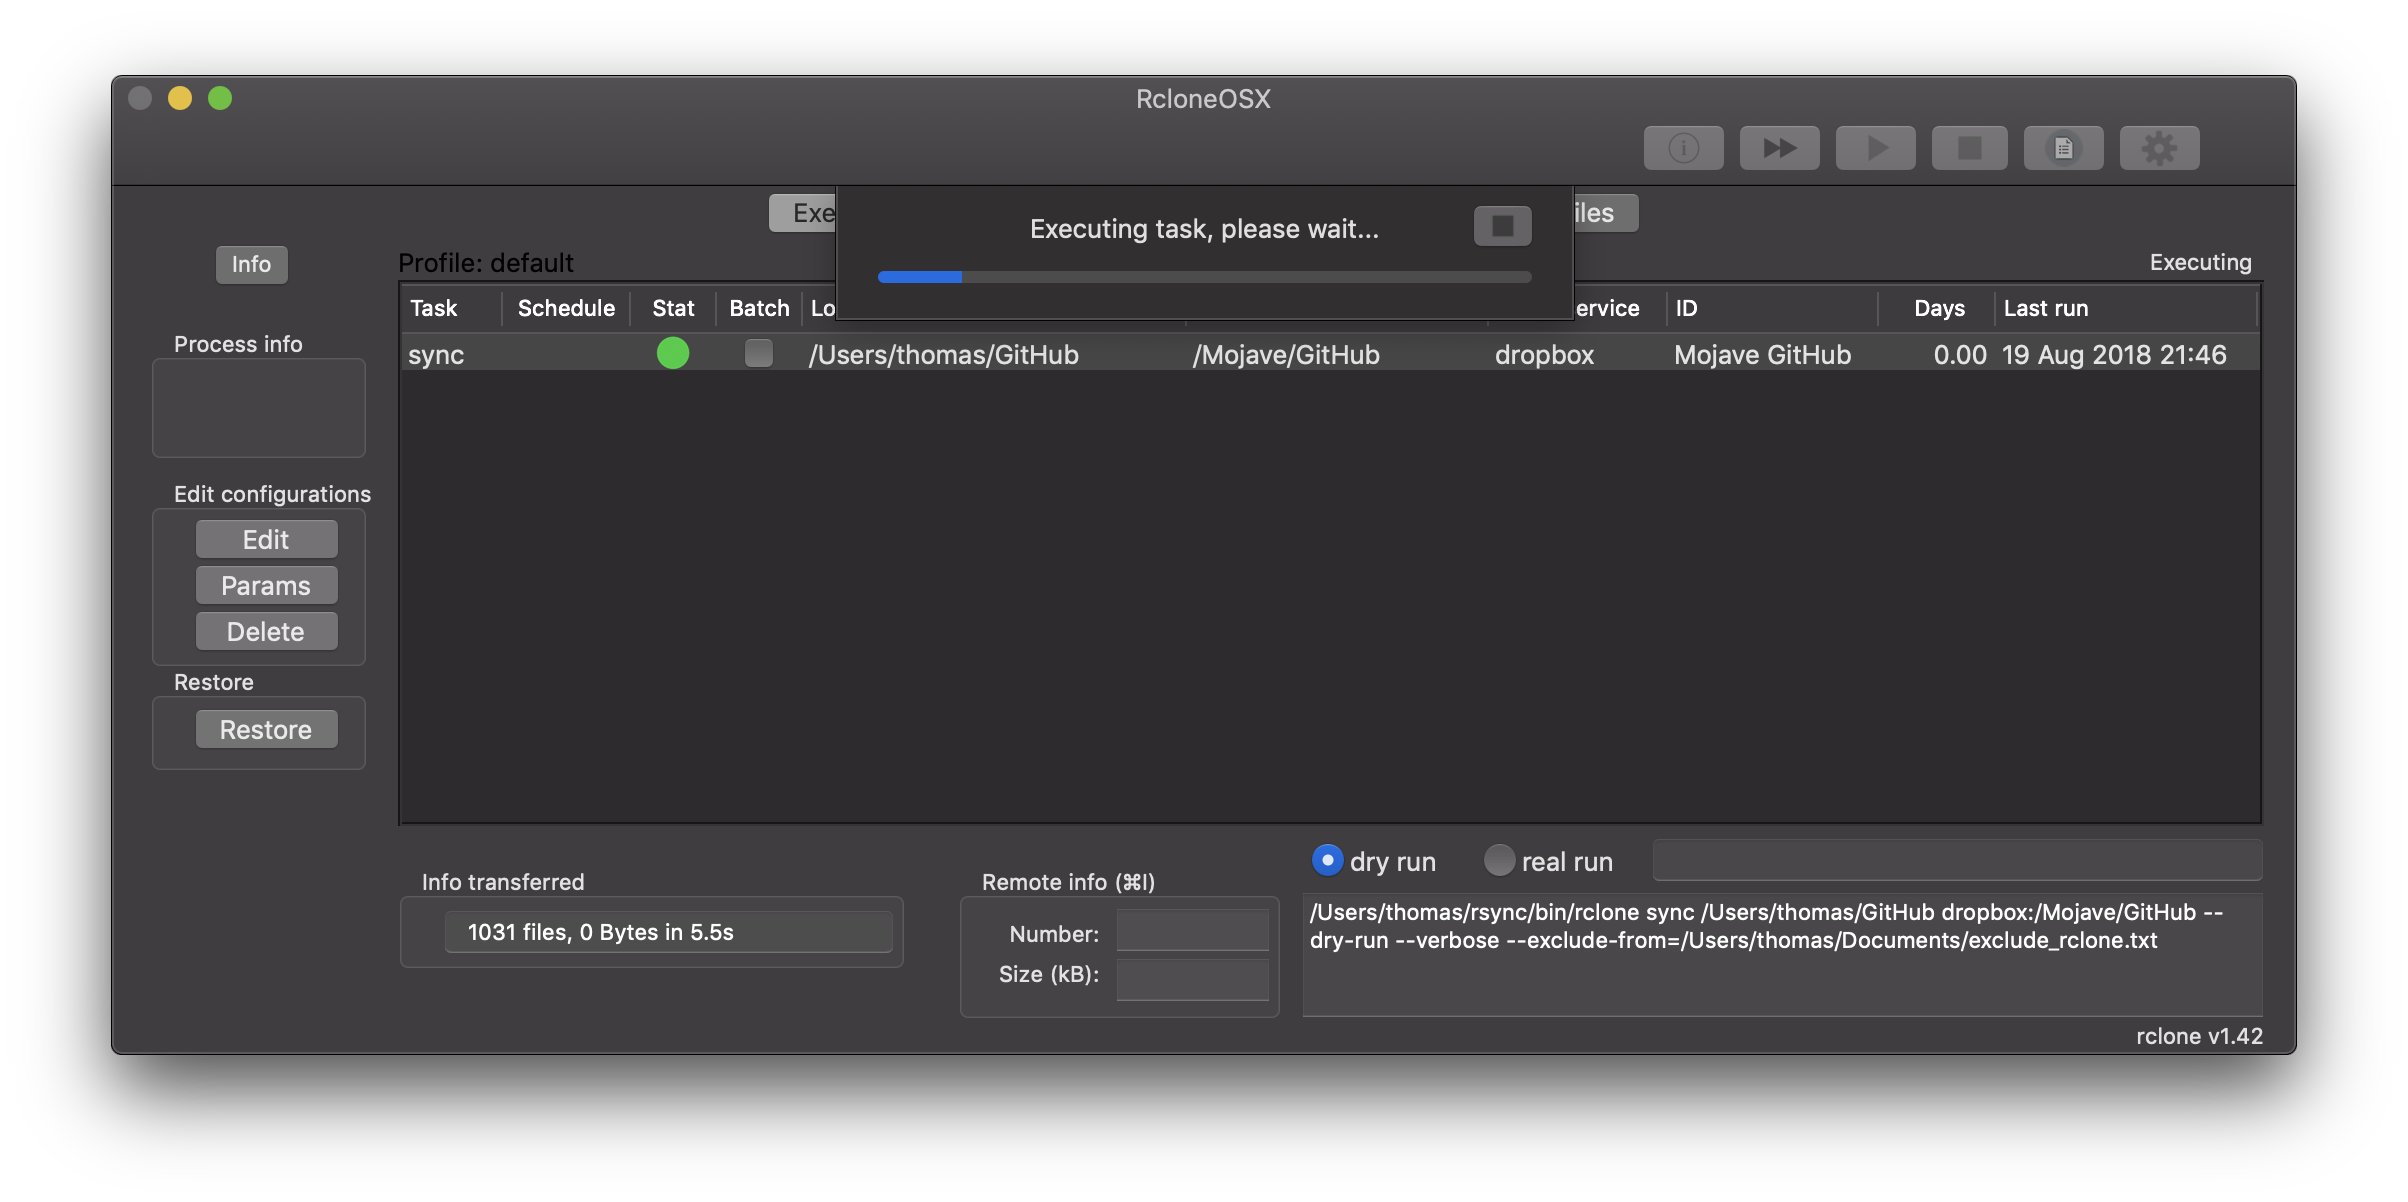 RcloneOSX
Exe
Executing task, please wait...
iles
Info
Profile: default
Executing
Task Schedule Stat Batch Lo ervice ID Days Last run
sync /Users/thomas/GitHub /Mojave/GitHub dropbox Mojave GitHub 0.00 19 Aug 2018 21:46
Process info
Edit configurations
Edit
Params
Delete
Restore
Restore
dry run real run
Info transferred
1031 files, 0 Bytes in 5.5s
Remote info (⌘I)
Number:
Size (kB):
/Users/thomas/rsync/bin/rclone sync /Users/thomas/GitHub dropbox:/Mojave/GitHub --
dry-run --verbose --exclude-from=/Users/thomas/Documents/exclude_rclone.txt
rclone v1.42